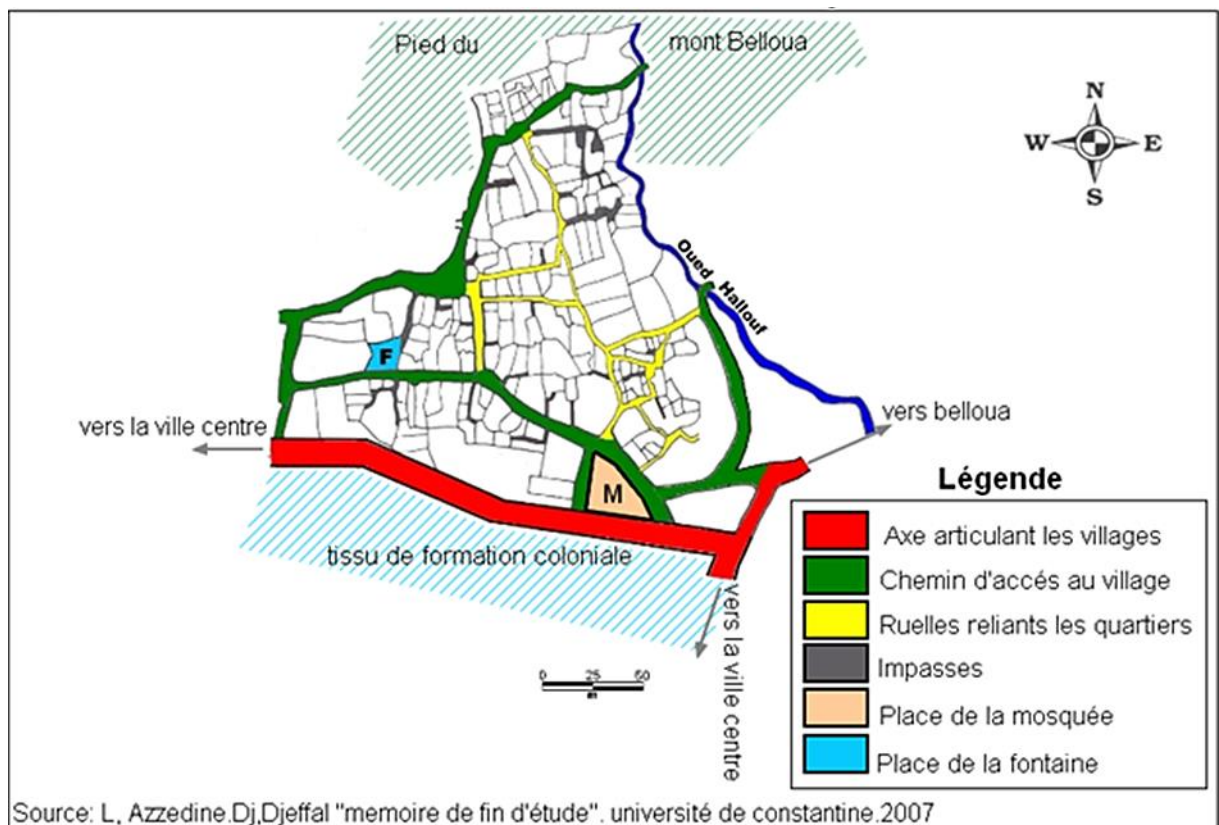 Pied du
mont Belloua
N
W
E
S
Oued Hallouf
F
vers la ville centre
vers belloua
M
tissu de formation coloniale
vers la ville centre
0 25 50
m
Légende
Axe articulant les villages
Chemin d'accés au village
Ruelles reliants les quartiers
Impasses
Place de la mosquée
Place de la fontaine
Source: L, Azzedine.Dj,Djeffal "memoire de fin d'étude". université de constantine.2007